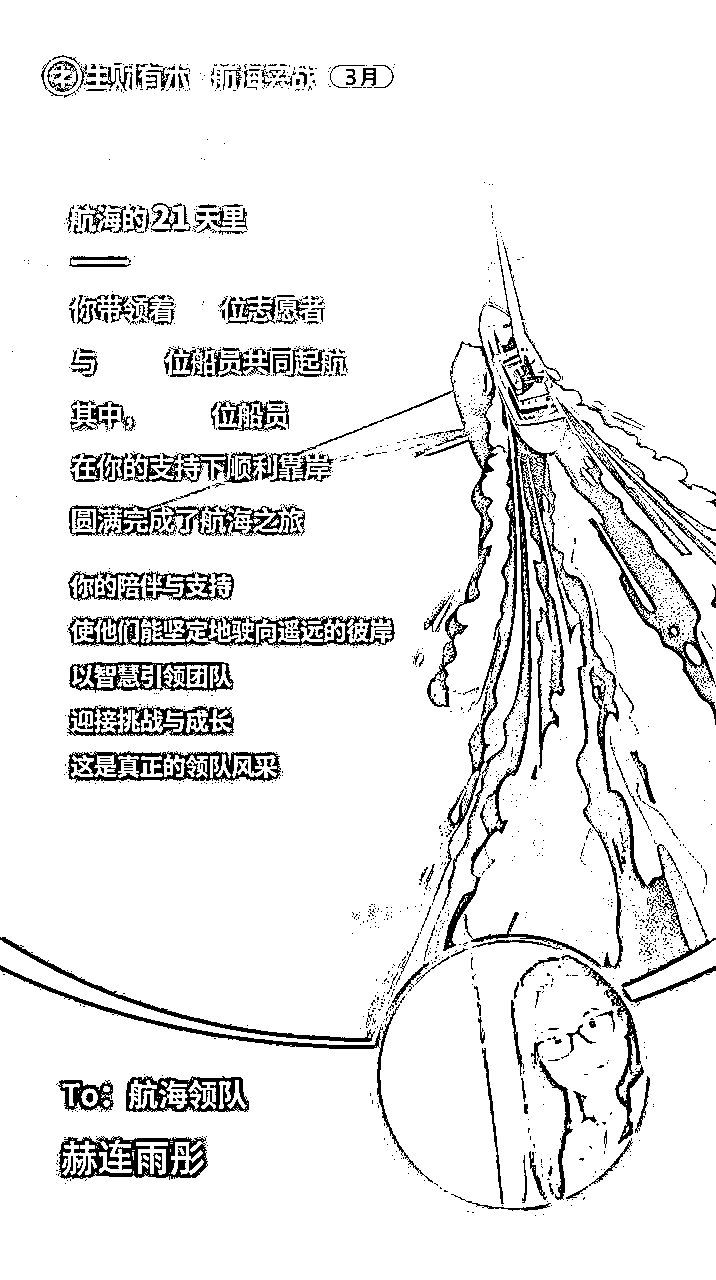 生财有术 航海实战 3月
航海的21天里
你带领着 位志愿者
与 位船员共同起航
其中， 位船员
在你的支持下顺利靠岸
圆满完成了航海之旅
你的陪伴与支持
使他们能坚定地驶向遥远的彼岸
以智慧引领团队
迎接挑战与成长
这是真正的领队风采
To：航海领队
赫连雨彤